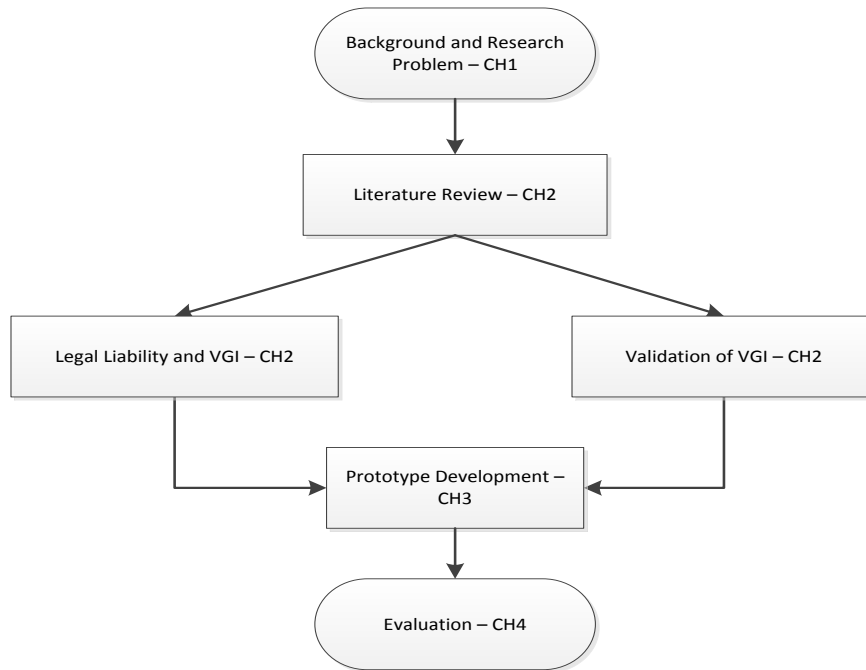 Background and Research
Problem – CH1
Literature Review – CH2
Legal Liability and VGI – CH2
Validation of VGI – CH2
Prototype Development –
CH3
Evaluation – CH4